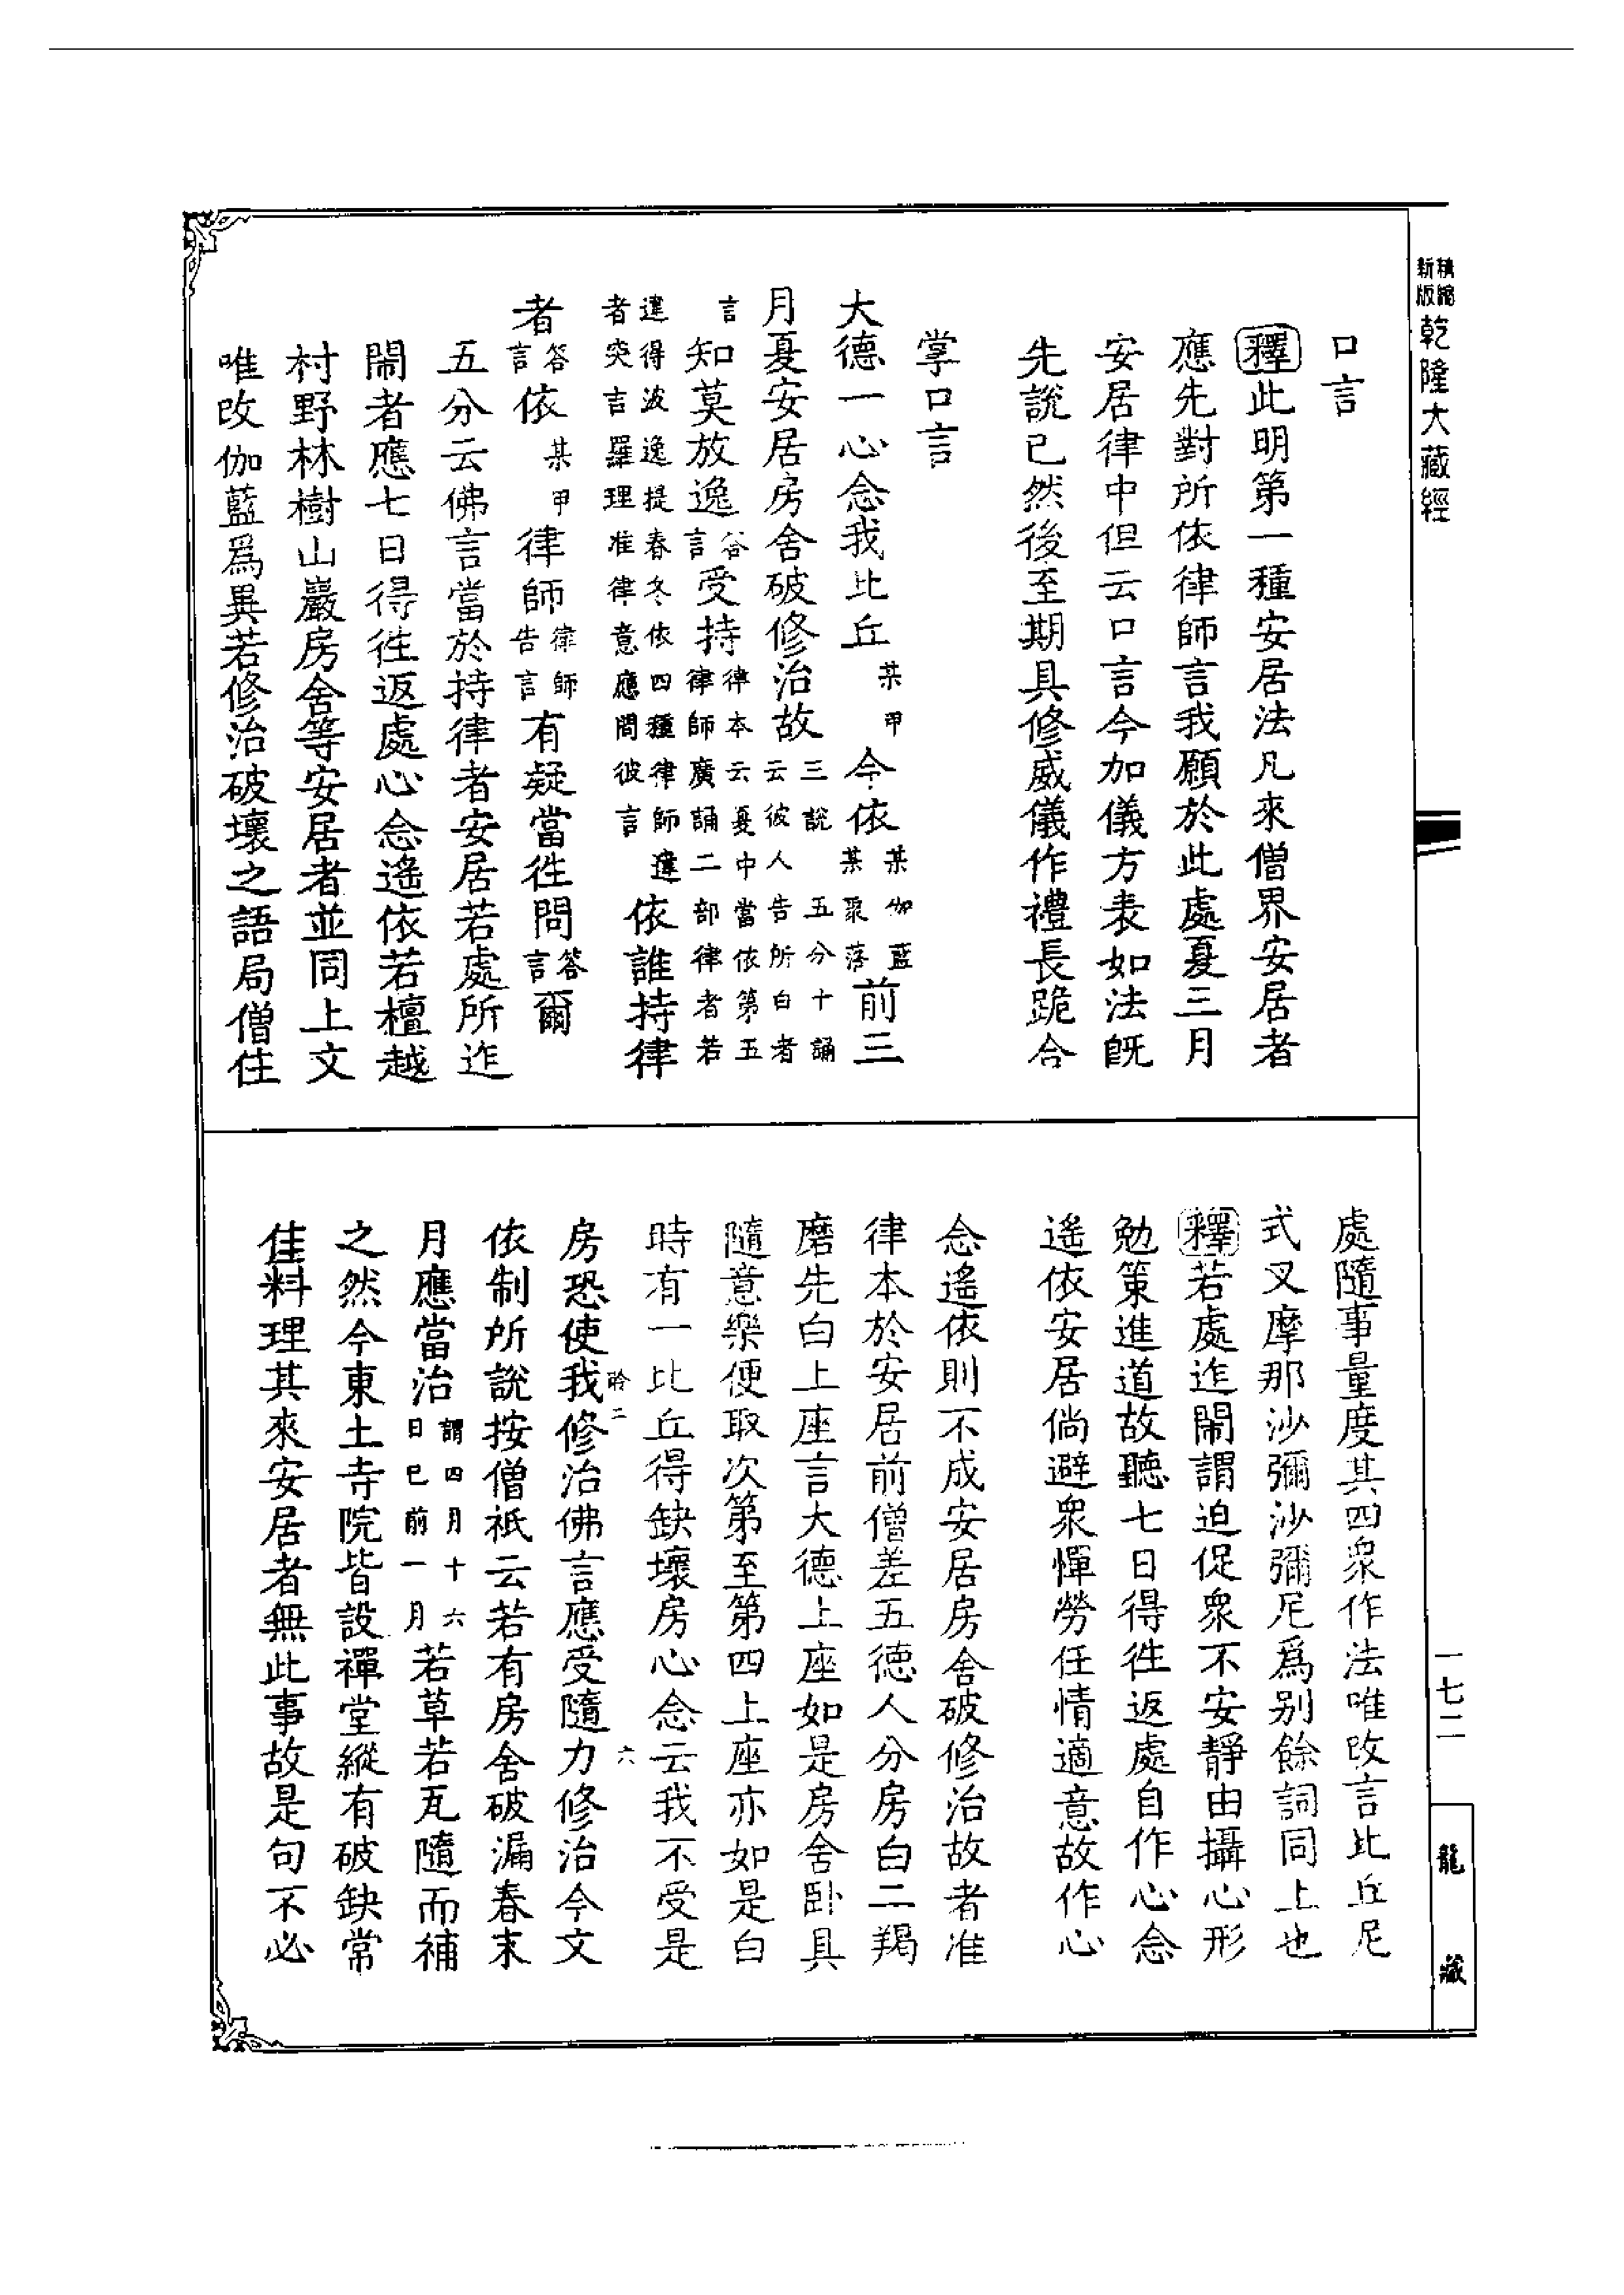 精縮新版
乾隆大藏經
一七二
龍藏
口言
釋此明第一種安居法凡來僧界安居者
應先對所依律師言我願於此處夏三月
安居律中但云口言今加儀方表如法旣
先說已然後至期具修威儀作禮長跪合
掌口言
大德一心念我比丘某甲今依某伽藍某聚落前三
月夏安居房舍破修治故三說 五分十誦云彼人告所白者
言知莫放逸答言受持律本云夏中當依第五律師廣誦二部律者若
違得波逸提春冬依四種律師違者突吉羅理准律意應問彼言依誰持律
者答言依某甲律師律師告言有疑當徃問答言爾
五分云佛言當於持律者安居若處所迮
鬧者應七日得徃返處心念遙依若檀越
村野林樹山巖房舍等安居者並同上文
唯改伽藍爲異若修治破壞之語局僧住
處隨事量度其四衆作法唯改言比丘尼
式叉摩那沙彌沙彌尼爲別餘詞同上也
釋若處迮鬧謂迫促衆不安靜由攝心形
勉策進道故聽七日得徃返處自作心念
遙依安居倘避衆憚勞任情適意故作心
念遙依則不成安居房舍破修治故者准
律本於安居前僧差五德人分房白二羯
磨先白上座言大德上座如是房舍卧具
隨意樂便取次第至第四上座亦如是白
時有一比丘得缺壞房心念云我不受是
聆二
六
房恐使我修治佛言應受隨力修治今文
依制所說按僧祇云若有房舍破漏春末
月應當治謂四月十六日已前一月若草若瓦隨而補
之然今東土寺院皆設禪堂縱有破缺常
住料理其來安居者無此事故是句不必